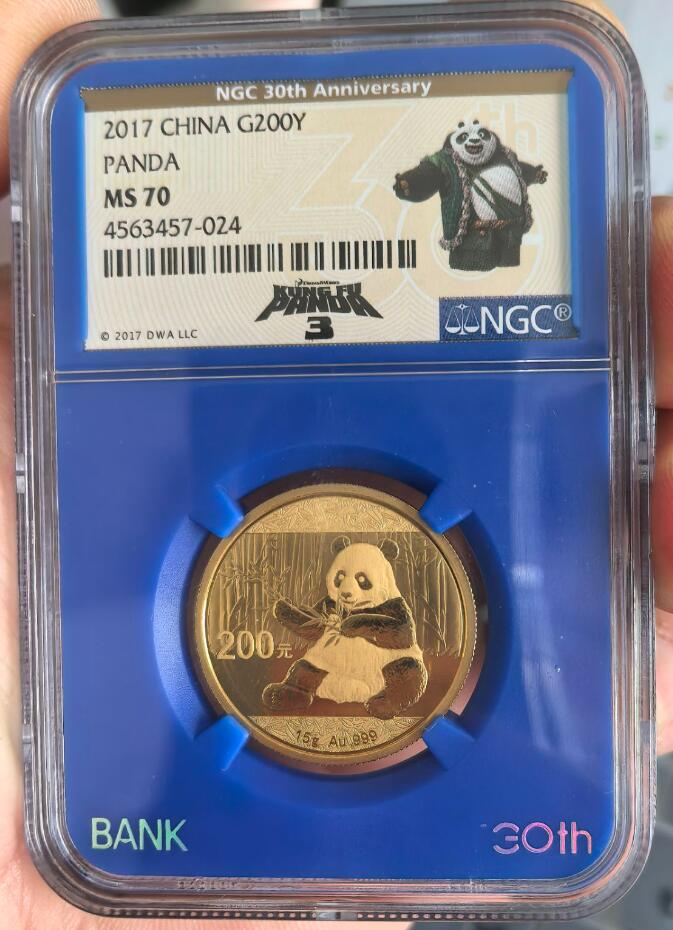 NGC 30th Anniversary
2017 CHINA G200Y
PANDA
MS 70
4563457-024
DREAMWORKS
KUNG FU
PANDA
3
© 2017 DWA LLC
NGC®
200元
15g Au .999
BANK
30th